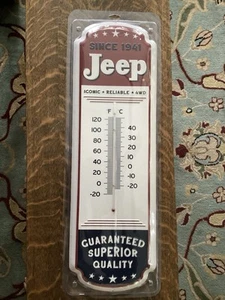 SINCE 1941
Jeep
ICONIC • RELIABLE • 4WD
F C
120
100
80
60
40
20
0
-20
40
30
20
10
0
-10
-20
GUARANTEED
SUPERIOR
QUALITY